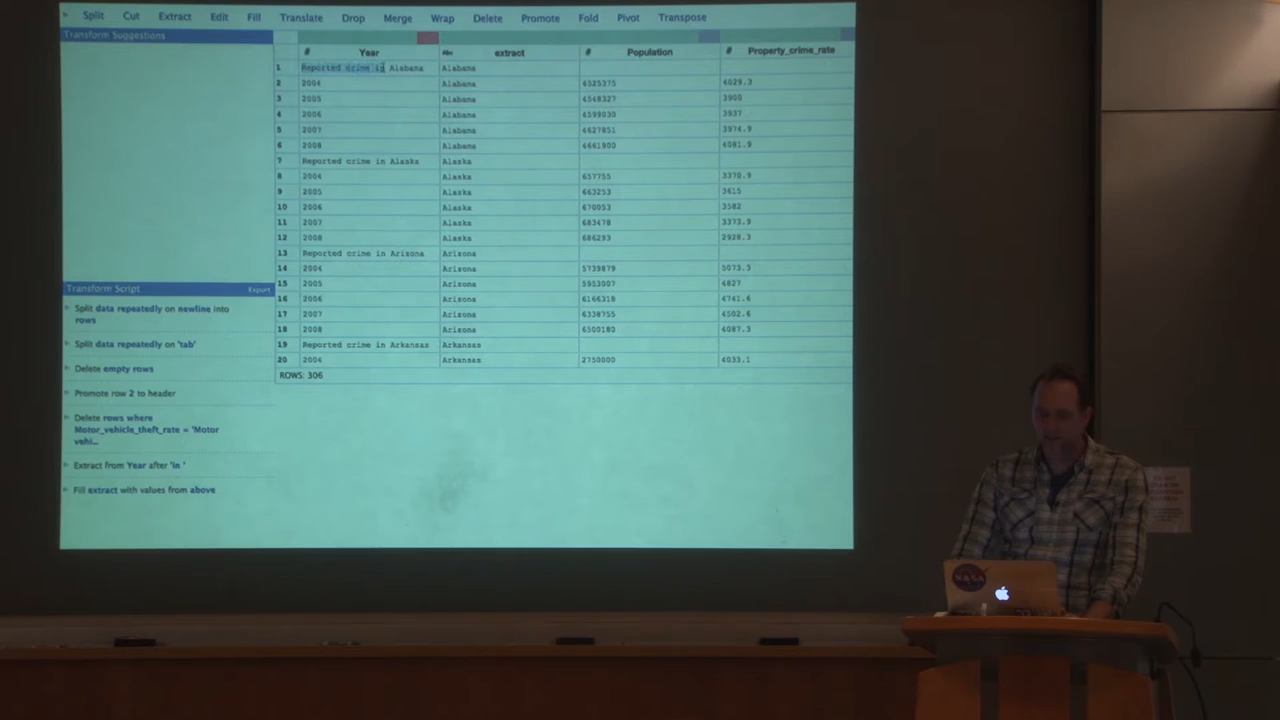 Split Cut Extract Edit Fill Translate Drop Merge Wrap Delete Promote Fold Pivot Transpose
Transform Suggestions
# Year Abc extract # Population # Property_crime_rate
1 Reported crime in Alabama Alabama
2 2004 Alabama 4525375 4029.3
3 2005 Alabama 4548327 3900
4 2006 Alabama 4599030 3937
5 2007 Alabama 4627851 3974.9
6 2008 Alabama 4661900 4081.9
7 Reported crime in Alaska Alaska
8 2004 Alaska 657755 3370.9
9 2005 Alaska 663253 3615
10 2006 Alaska 670053 3582
11 2007 Alaska 683478 3373.9
12 2008 Alaska 686293 2928.3
13 Reported crime in Arizona Arizona
14 2004 Arizona 5739879 5073.3
15 2005 Arizona 5953007 4827
16 2006 Arizona 6166318 4741.6
17 2007 Arizona 6338755 4502.6
18 2008 Arizona 6500180 4087.3
19 Reported crime in Arkansas Arkansas
20 2004 Arkansas 2750000 4033.1
ROWS: 306
Transform Script Export
Split data repeatedly on newline into
rows
Split data repeatedly on 'tab'
Delete empty rows
Promote row 2 to header
Delete rows where
Motor_vehicle_theft_rate = 'Motor
vehi...
Extract from Year after 'in '
Fill extract with values from above
NASA